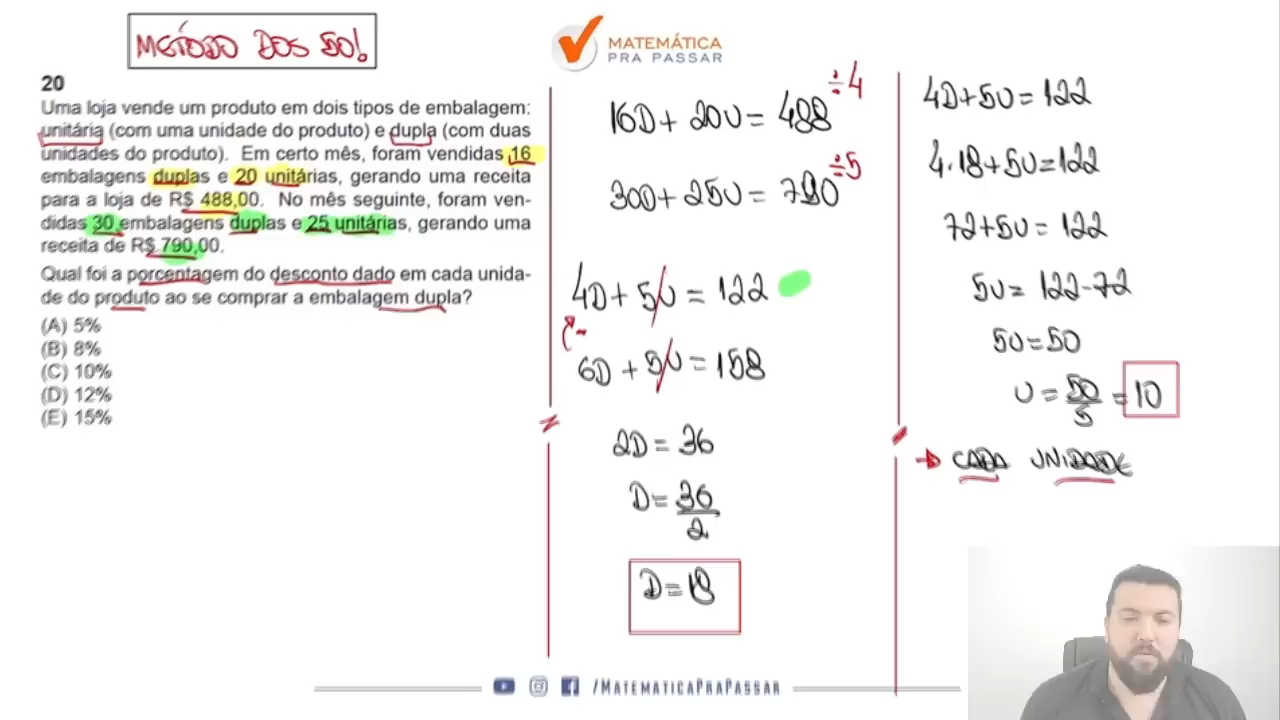 MÉTODO DOS 50!
MATEMÁTICA
PRA PASSAR
20
Uma loja vende um produto em dois tipos de embalagem:
unitária (com uma unidade do produto) e dupla (com duas
unidades do produto). Em certo mês, foram vendidas 16
embalagens duplas e 20 unitárias, gerando uma receita
para a loja de R$ 488,00. No mês seguinte, foram ven-
didas 30 embalagens duplas e 25 unitárias, gerando uma
receita de R$ 790,00.
Qual foi a porcentagem do desconto dado em cada unida-
de do produto ao se comprar a embalagem dupla?
(A) 5%
(B) 8%
(C) 10%
(D) 12%
(E) 15%
16D + 20U = 488 ÷4
30D + 25U = 790 ÷5
4D + 5U = 122
-
6D + 5U = 158
2D = 36
D = 36/2
D = 18
4D + 5U = 122
4.18 + 5U = 122
72 + 5U = 122
5U = 122 - 72
5U = 50
U = 50/5 = 10
→ CADA UNIDADE
/MATEMATICAPRAPASSAR